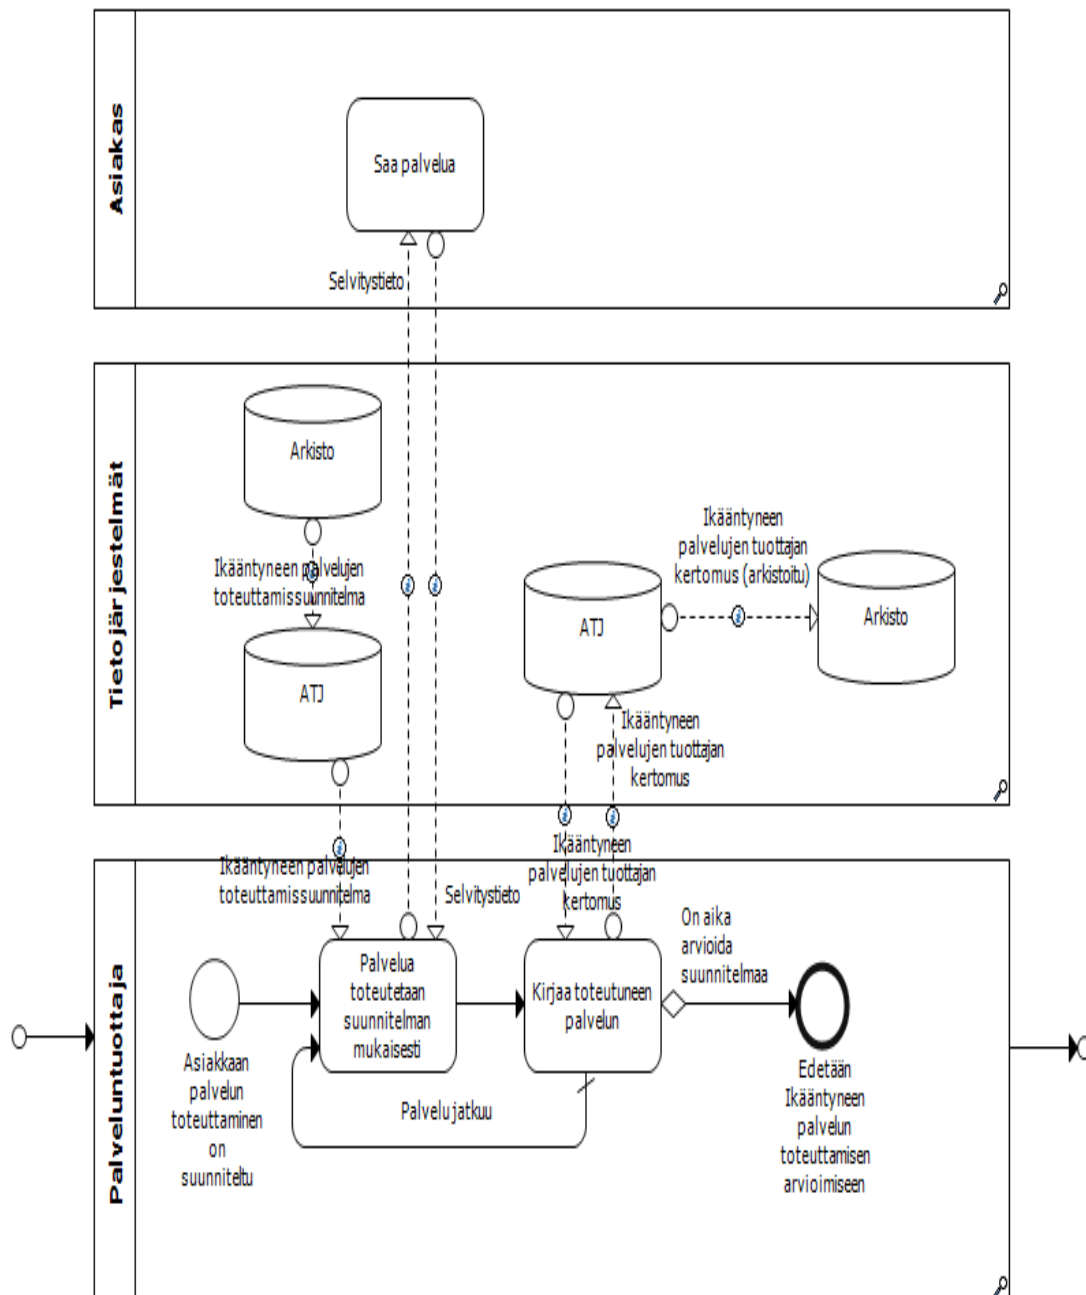 Asiakas
Saa palvelua
Selvitystieto
Tietojärjestelmät
Arkisto
Ikääntyneen palvelujen
toteuttamissuunnitelma
ATJ
Ikääntyneen
palvelujen tuottajan
kertomus (arkistoitu)
ATJ
Arkisto
Ikääntyneen
palvelujen tuottajan
kertomus
Palveluntuottaja
Ikääntyneen palvelujen
toteuttamissuunnitelma
Selvitystieto
Ikääntyneen
palvelujen tuottajan
kertomus
On aika
arvioida
suunnitelmaa
Palvelua
toteutetaan
suunnitelman
mukaisesti
Kirjaa toteutuneen
palvelun
Asiakkaan
palvelun
toteuttaminen
on
suunniteltu
Palvelu jatkuu
Edetään
Ikääntyneen
palvelun
toteuttamisen
arvioimiseen